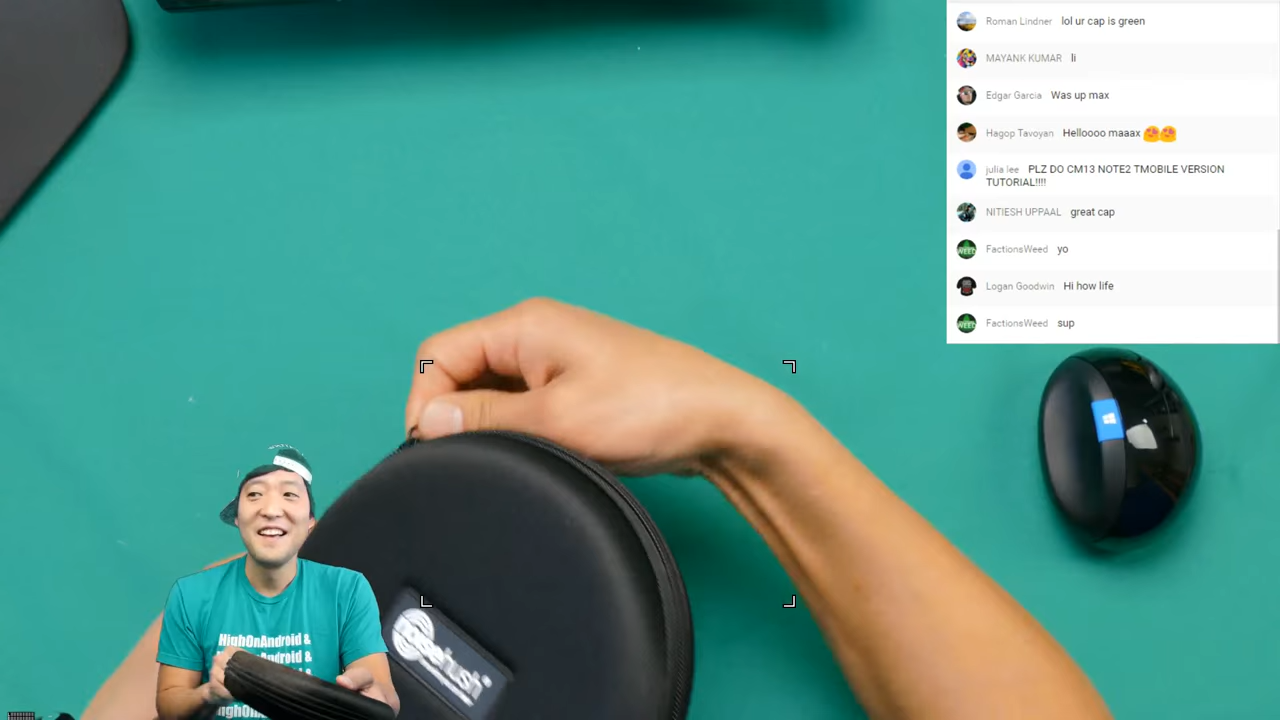 Roman Lindner lol ur cap is green
MAYANK KUMAR li
Edgar Garcia Was up max
Hagop Tavoyan Helloooo maaax 😍😍
julia lee PLZ DO CM13 NOTE2 TMOBILE VERSION
TUTORIAL!!!!
NITIESH UPPAAL great cap
FactionsWeed yo
Logan Goodwin Hi how life
FactionsWeed sup
HighOnAndroid &
HighOnAndroid